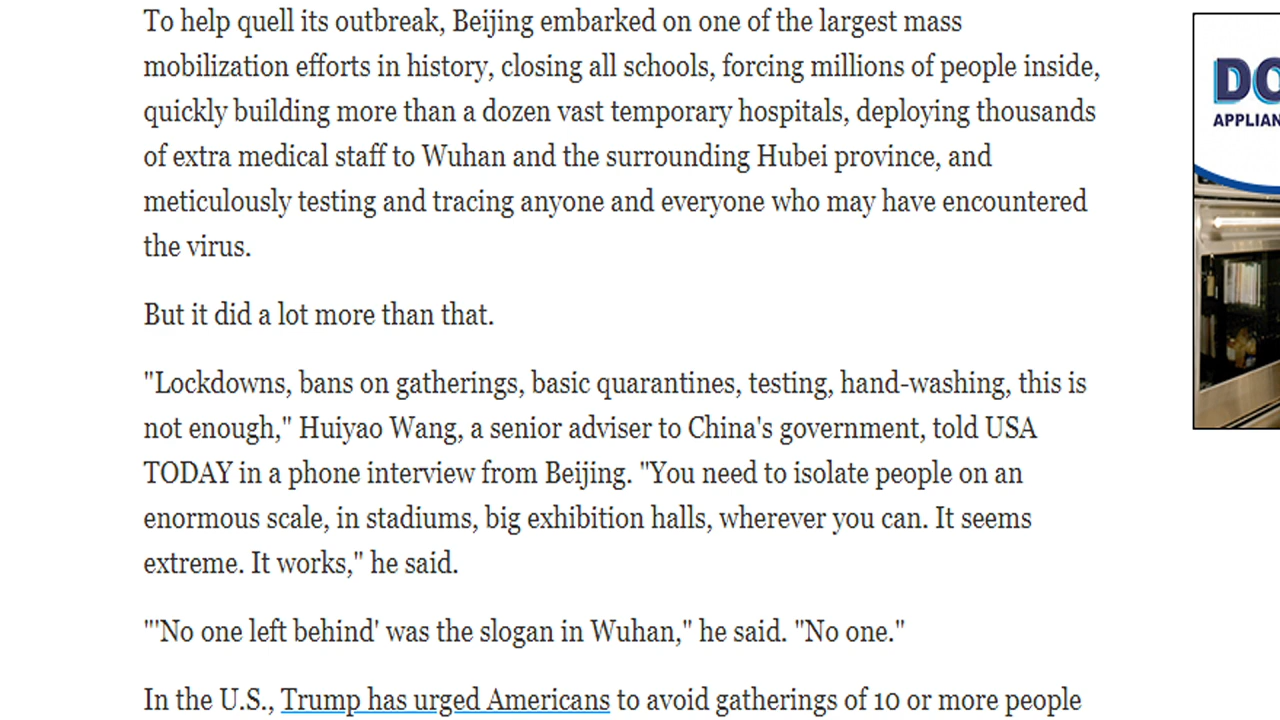 To help quell its outbreak, Beijing embarked on one of the largest mass
mobilization efforts in history, closing all schools, forcing millions of people inside,
quickly building more than a dozen vast temporary hospitals, deploying thousands
of extra medical staff to Wuhan and the surrounding Hubei province, and
meticulously testing and tracing anyone and everyone who may have encountered
the virus.
But it did a lot more than that.
"Lockdowns, bans on gatherings, basic quarantines, testing, hand-washing, this is
not enough," Huiyao Wang, a senior adviser to China's government, told USA
TODAY in a phone interview from Beijing. "You need to isolate people on an
enormous scale, in stadiums, big exhibition halls, wherever you can. It seems
extreme. It works," he said.
"'No one left behind' was the slogan in Wuhan," he said. "No one."
In the U.S., Trump has urged Americans to avoid gatherings of 10 or more people